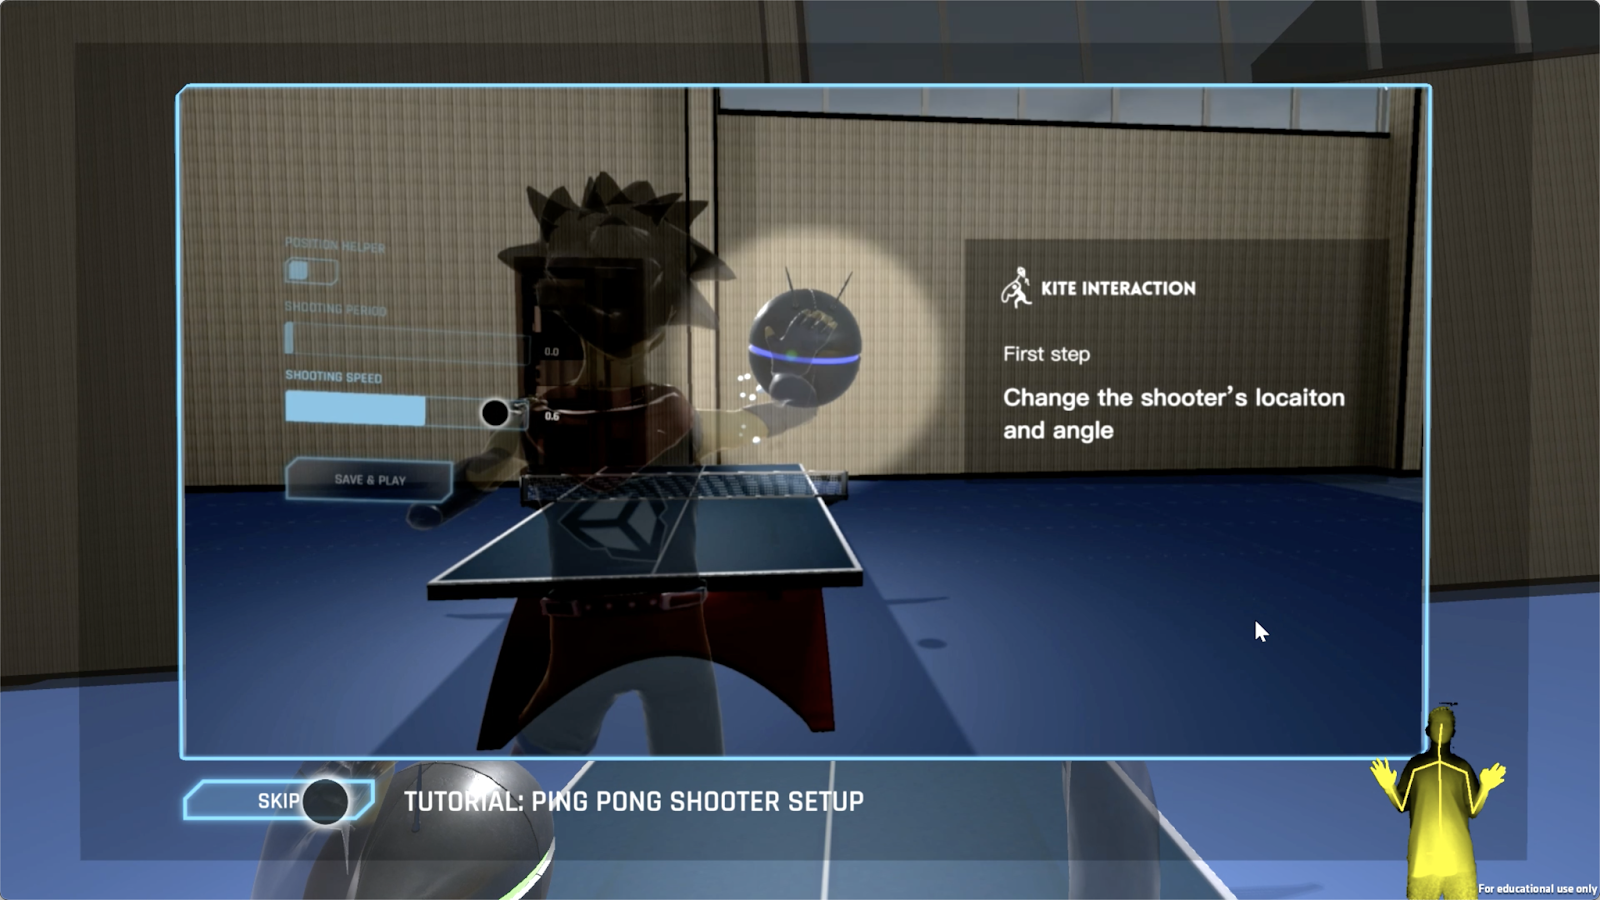 POSITION HELPER
SHOOTING PERIOD
0.0
SHOOTING SPEED
0.6
SAVE & PLAY
KITE INTERACTION
First step
Change the shooter's locaiton
and angle
SKIP
TUTORIAL: PING PONG SHOOTER SETUP
For educational use only